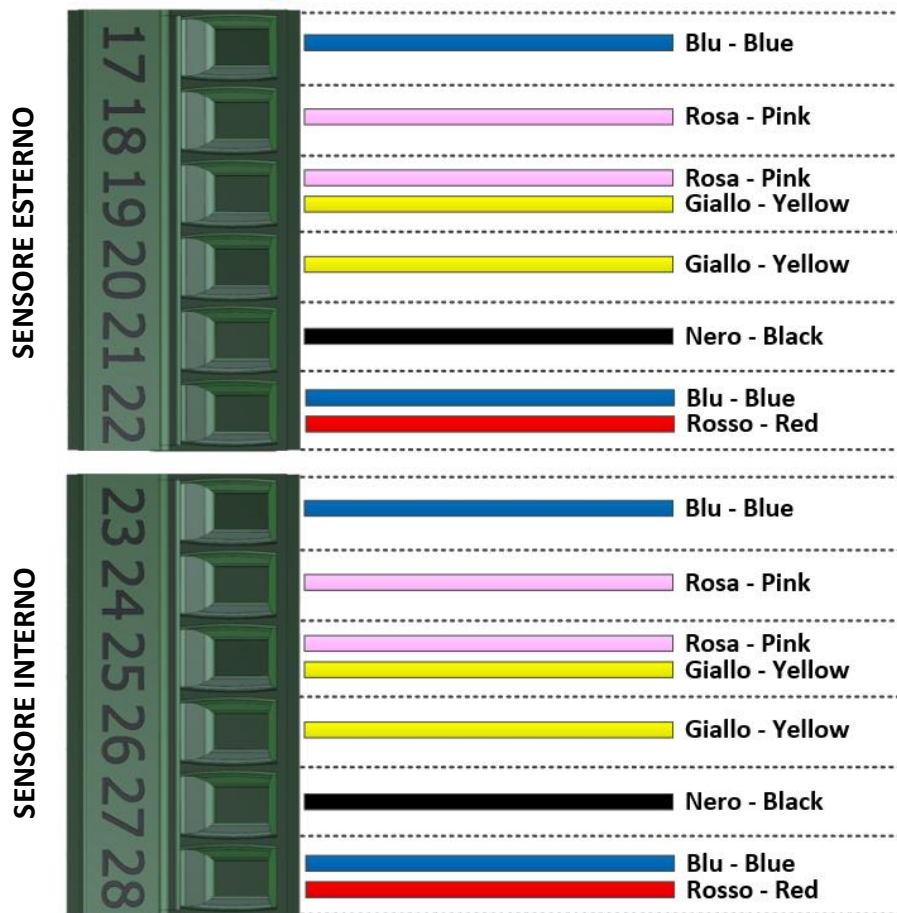 SENSORE ESTERNO
17 Blu - Blue
18 Rosa - Pink
19 Rosa - Pink
Giallo - Yellow
20 Giallo - Yellow
21 Nero - Black
22 Blu - Blue
Rosso - Red
SENSORE INTERNO
23 Blu - Blue
24 Rosa - Pink
25 Rosa - Pink
Giallo - Yellow
26 Giallo - Yellow
27 Nero - Black
28 Blu - Blue
Rosso - Red